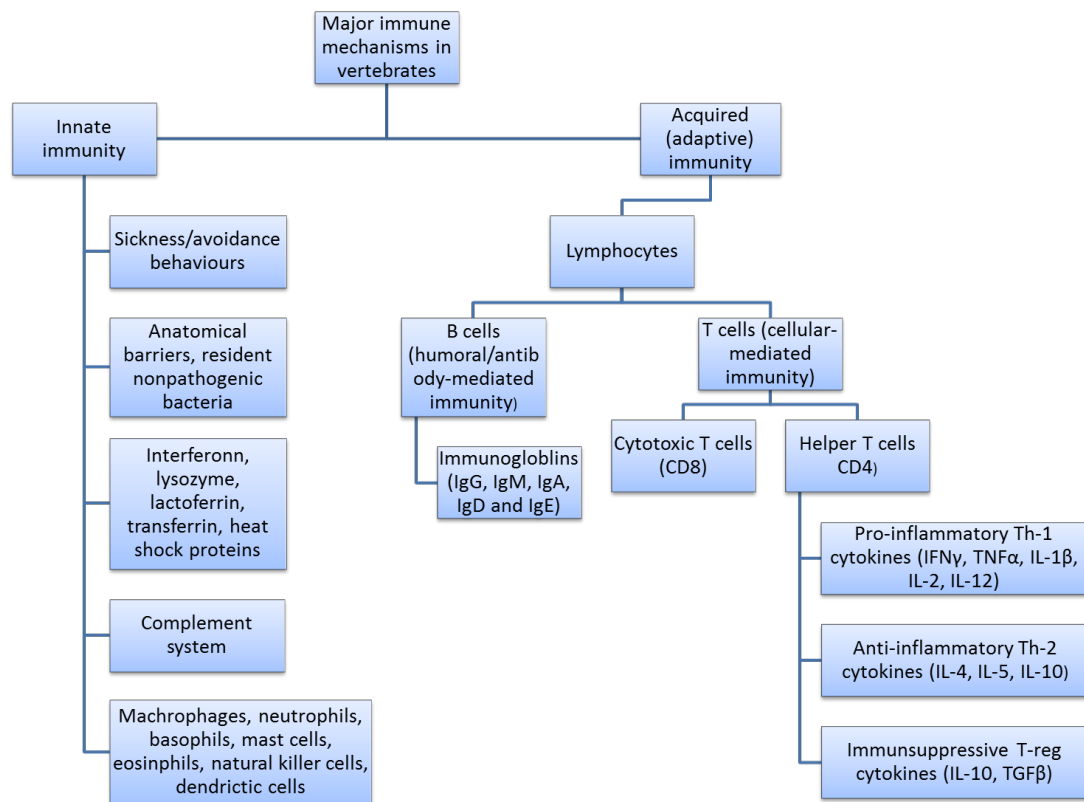 Major immune
mechanisms in
vertebrates
Innate
immunity
Acquired
(adaptive)
immunity
Sickness/avoidance
behaviours
Anatomical
barriers, resident
nonpathogenic
bacteria
Interferonn,
lysozyme,
lactoferrin,
transferrin, heat
shock proteins
Complement
system
Machrophages, neutrophils,
basophils, mast cells,
eosinphils, natural killer cells,
dendrictic cells
Lymphocytes
B cells
(humoral/antib
ody-mediated
immunity)
Immunogloblins
(IgG, IgM, IgA,
IgD and IgE)
T cells (cellular-
mediated
immunity)
Cytotoxic T cells
(CD8)
Helper T cells
CD4)
Pro-inflammatory Th-1
cytokines (IFNγ, TNFα, IL-1β,
IL-2, IL-12)
Anti-inflammatory Th-2
cytokines (IL-4, IL-5, IL-10)
Immunsuppressive T-reg
cytokines (IL-10, TGFβ)